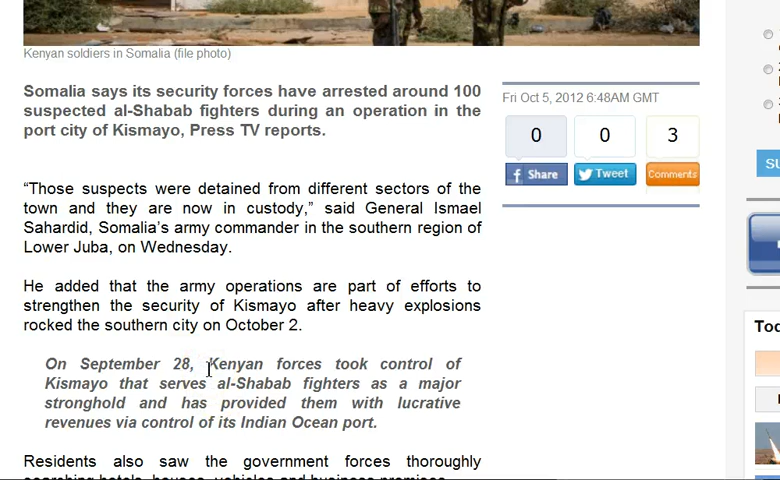 Kenyan soldiers in Somalia (file photo)
Somalia says its security forces have arrested around 100
suspected al-Shabab fighters during an operation in the
port city of Kismayo, Press TV reports.
Fri Oct 5, 2012 6:48AM GMT
0 0 3
Share Tweet Comments
“Those suspects were detained from different sectors of the
town and they are now in custody,” said General Ismael
Sahardid, Somalia’s army commander in the southern region of
Lower Juba, on Wednesday.
He added that the army operations are part of efforts to
strengthen the security of Kismayo after heavy explosions
rocked the southern city on October 2.
On September 28, Kenyan forces took control of
Kismayo that serves al-Shabab fighters as a major
stronghold and has provided them with lucrative
revenues via control of its Indian Ocean port.
Residents also saw the government forces thoroughly
searching hotels, houses, vehicles and business premises.